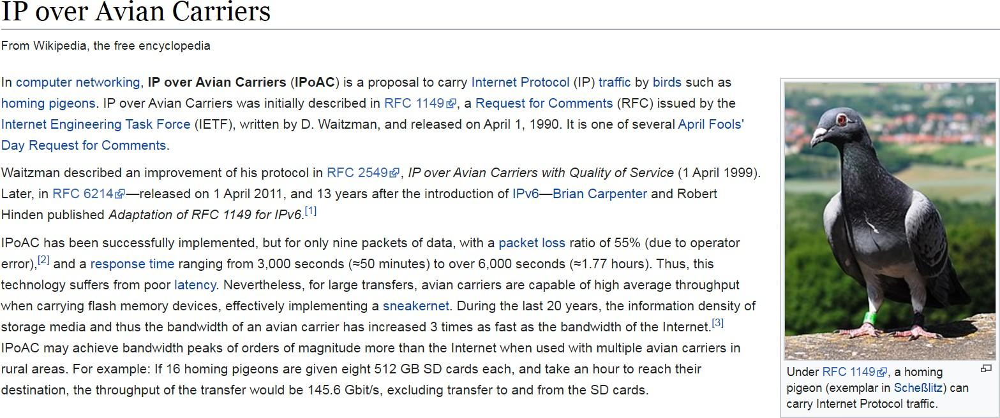 IP over Avian Carriers
From Wikipedia, the free encyclopedia
In computer networking, IP over Avian Carriers (IPoAC) is a proposal to carry Internet Protocol (IP) traffic by birds such as
homing pigeons. IP over Avian Carriers was initially described in RFC 1149, a Request for Comments (RFC) issued by the
Internet Engineering Task Force (IETF), written by D. Waitzman, and released on April 1, 1990. It is one of several April Fools'
Day Request for Comments.
Waitzman described an improvement of his protocol in RFC 2549, IP over Avian Carriers with Quality of Service (1 April 1999).
Later, in RFC 6214—released on 1 April 2011, and 13 years after the introduction of IPv6—Brian Carpenter and Robert
Hinden published Adaptation of RFC 1149 for IPv6.[1]
IPoAC has been successfully implemented, but for only nine packets of data, with a packet loss ratio of 55% (due to operator
error),[2] and a response time ranging from 3,000 seconds (≈50 minutes) to over 6,000 seconds (≈1.77 hours). Thus, this
technology suffers from poor latency. Nevertheless, for large transfers, avian carriers are capable of high average throughput
when carrying flash memory devices, effectively implementing a sneakernet. During the last 20 years, the information density of
storage media and thus the bandwidth of an avian carrier has increased 3 times as fast as the bandwidth of the Internet.[3]
IPoAC may achieve bandwidth peaks of orders of magnitude more than the Internet when used with multiple avian carriers in
rural areas. For example: If 16 homing pigeons are given eight 512 GB SD cards each, and take an hour to reach their
destination, the throughput of the transfer would be 145.6 Gbit/s, excluding transfer to and from the SD cards.
Under RFC 1149, a homing
pigeon (exemplar in Scheßlitz) can
carry Internet Protocol traffic.